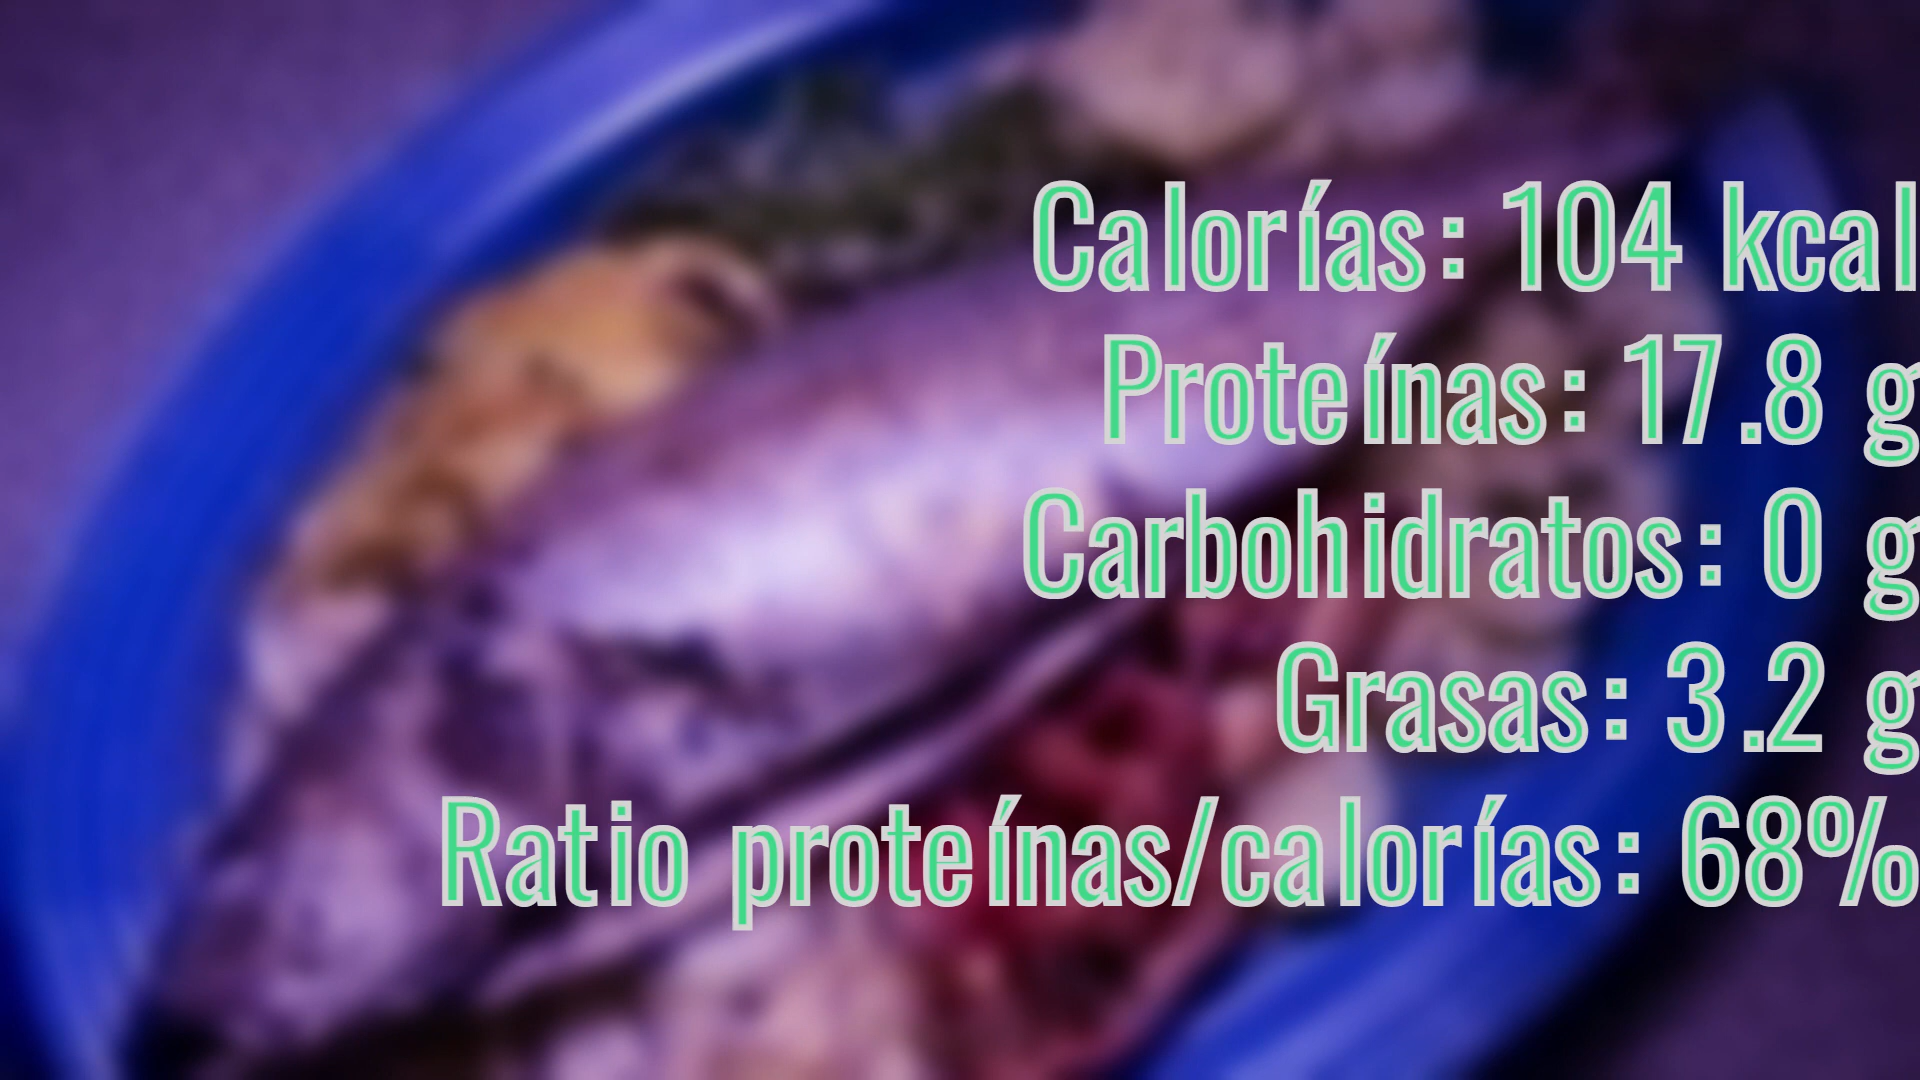 Calorías: 104 kcal
Proteínas: 17.8 g
Carbohidratos: 0 g
Grasas: 3.2 g
Ratio proteínas/calorías: 68%